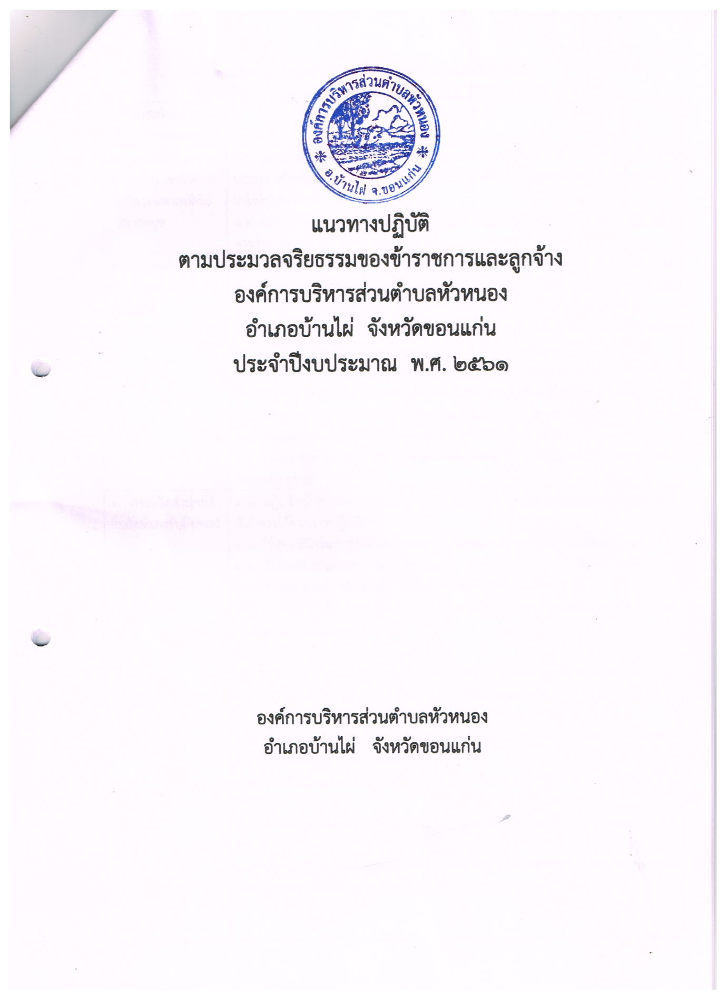 องค์การบริหารส่วนตำบลหัวหนอง
อ.บ้านไผ่ จ.ขอนแก่น
แนวทางปฏิบัติ
ตามประมวลจริยธรรมของข้าราชการและลูกจ้าง
องค์การบริหารส่วนตำบลหัวหนอง
อำเภอบ้านไผ่ จังหวัดขอนแก่น
ประจำปีงบประมาณ พ.ศ. ๒๕๖๑
องค์การบริหารส่วนตำบลหัวหนอง
อำเภอบ้านไผ่ จังหวัดขอนแก่น